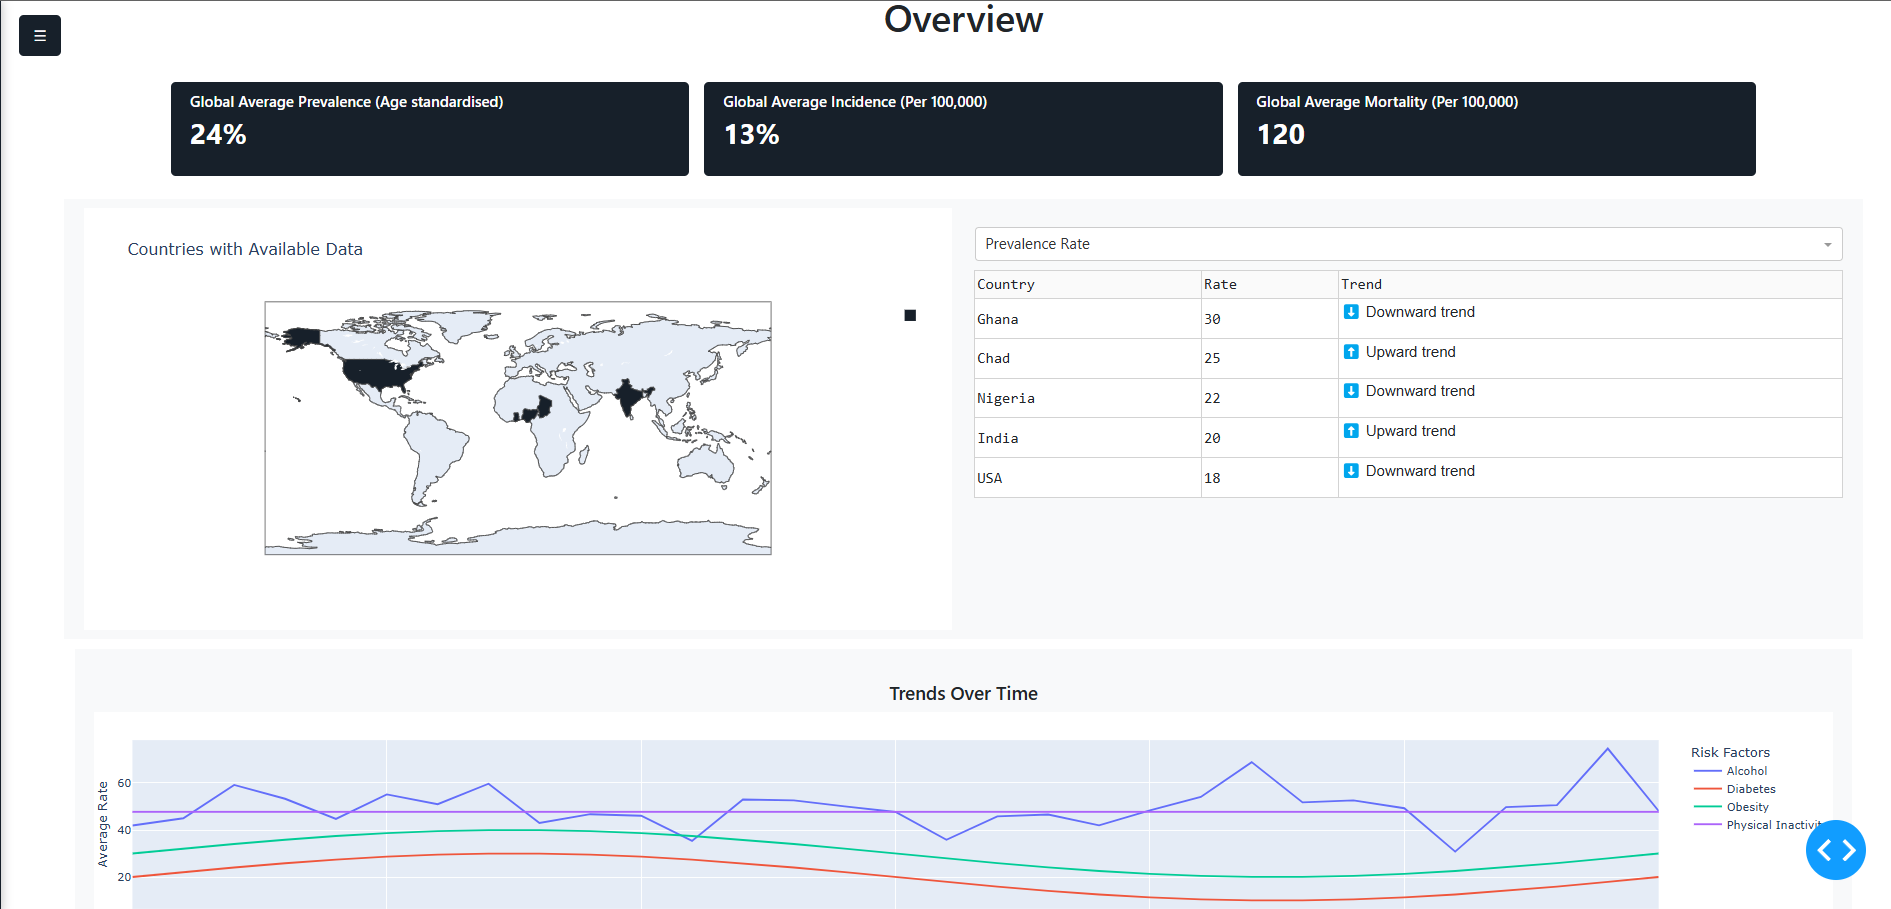 Overview
☰
Global Average Prevalence (Age standardised)
24%
Global Average Incidence (Per 100,000)
13%
Global Average Mortality (Per 100,000)
120
Countries with Available Data
Prevalence Rate
Country Rate Trend
Ghana 30 ⬇️ Downward trend
Chad 25 ⬆️ Upward trend
Nigeria 22 ⬇️ Downward trend
India 20 ⬆️ Upward trend
USA 18 ⬇️ Downward trend
Trends Over Time
Average Rate
60
40
20
Risk Factors
Alcohol
Diabetes
Obesity
Physical Inactivit